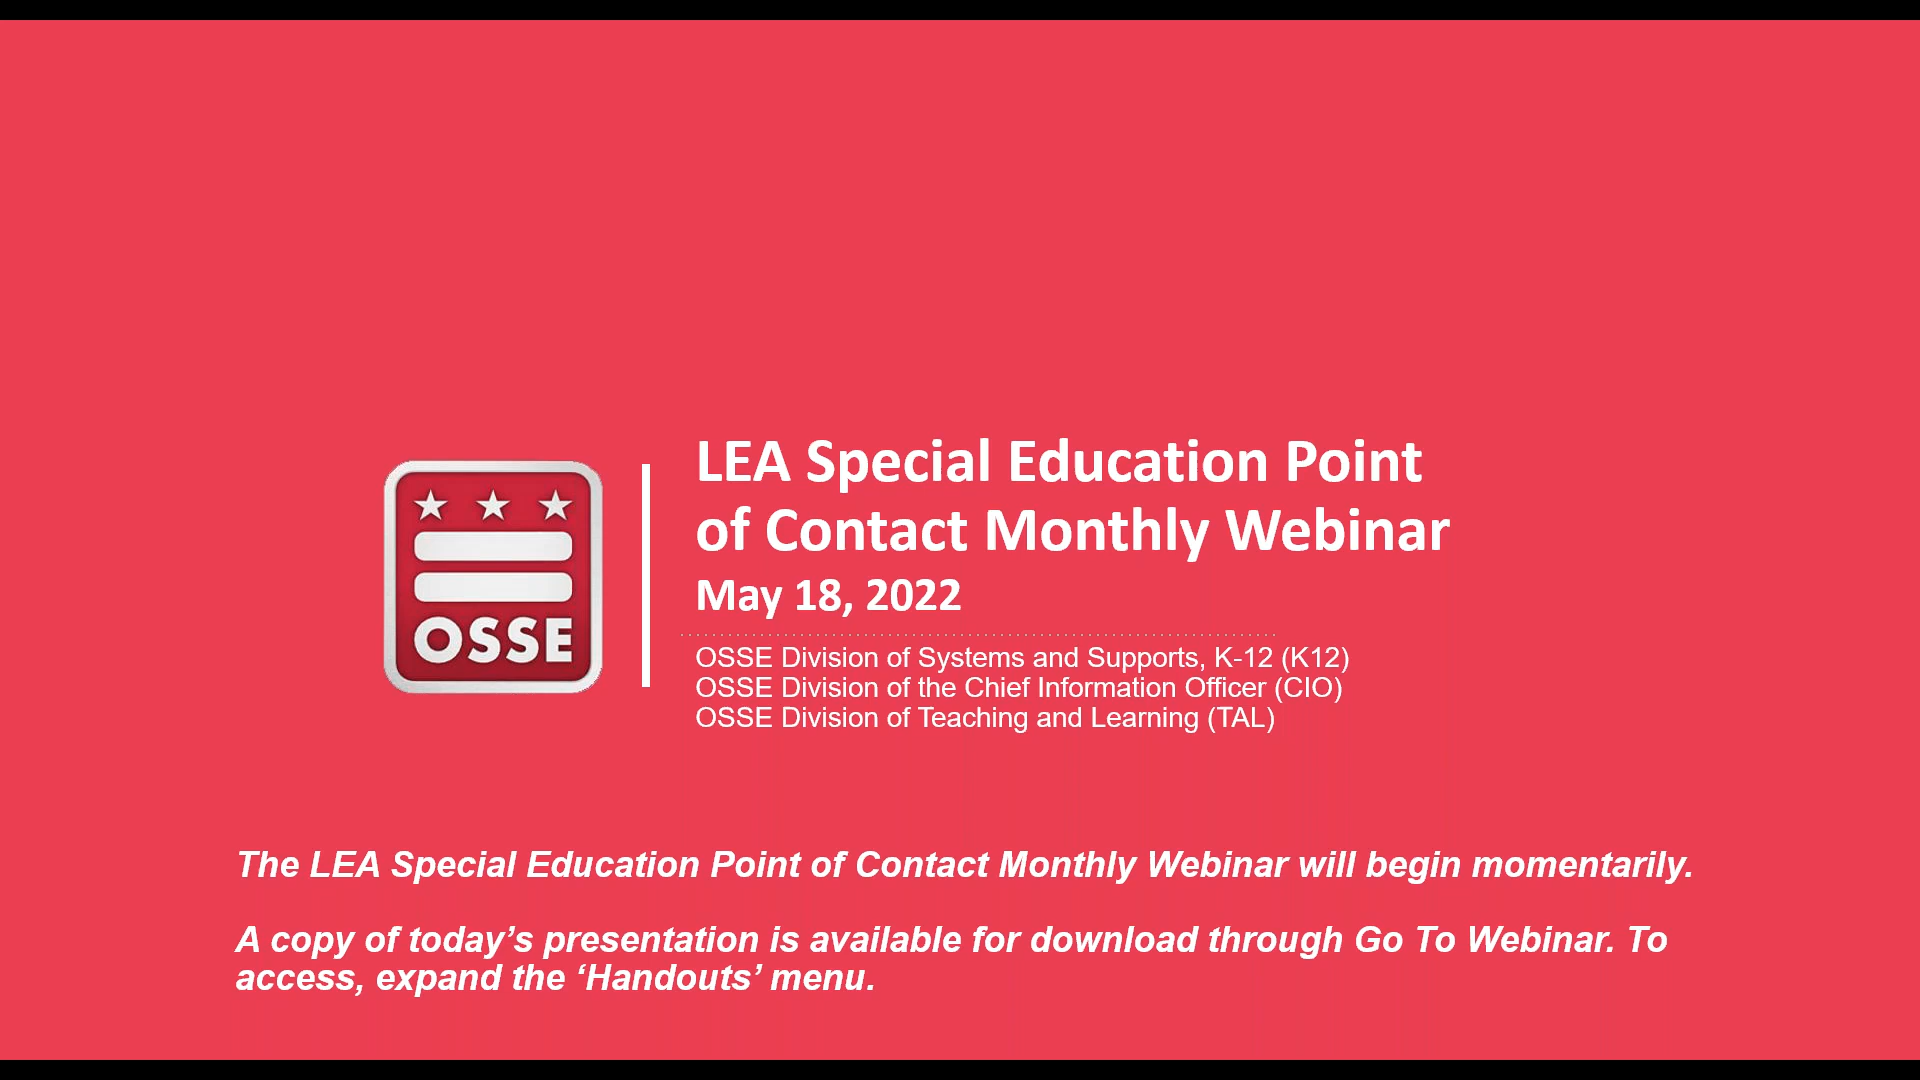 OSSE
LEA Special Education Point
of Contact Monthly Webinar
May 18, 2022
OSSE Division of Systems and Supports, K-12 (K12)
OSSE Division of the Chief Information Officer (CIO)
OSSE Division of Teaching and Learning (TAL)
The LEA Special Education Point of Contact Monthly Webinar will begin momentarily.
A copy of today’s presentation is available for download through Go To Webinar. To
access, expand the ‘Handouts’ menu.